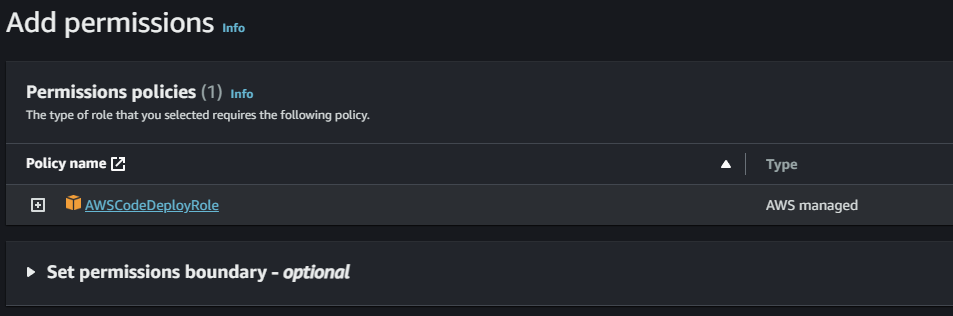 Add permissions Info
Permissions policies (1) Info
The type of role that you selected requires the following policy.
Policy name Type
AWSCodeDeployRole AWS managed
Set permissions boundary - optional